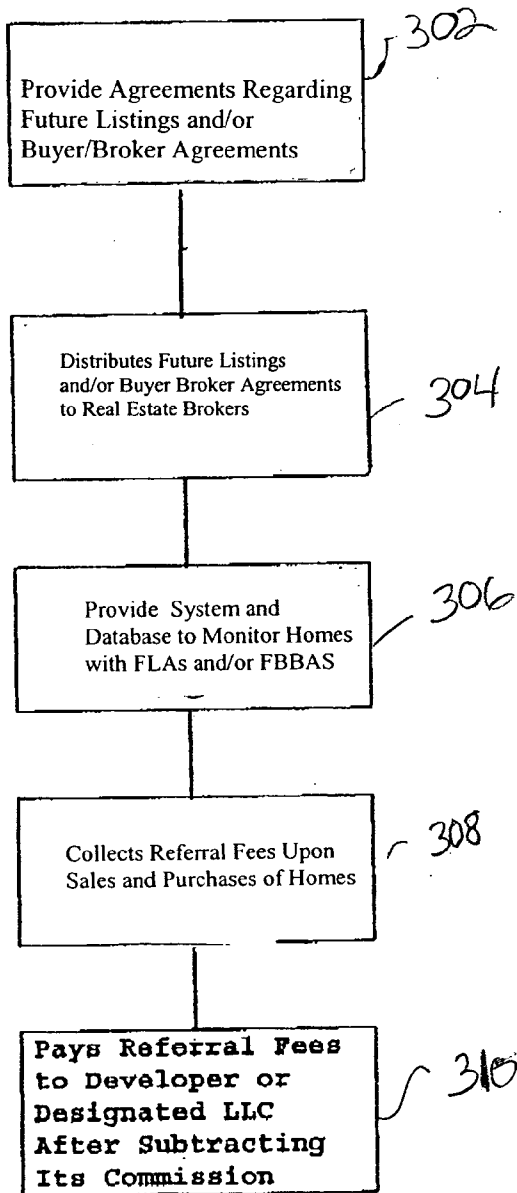 302
Provide Agreements Regarding
Future Listings and/or
Buyer/Broker Agreements
Distributes Future Listings
and/or Buyer Broker Agreements
to Real Estate Brokers
304
Provide System and
Database to Monitor Homes
with FLAs and/or FBBAS
306
Collects Referral Fees Upon
Sales and Purchases of Homes
308
Pays Referral Fees
to Developer or
Designated LLC
After Subtracting
Its Commission
310